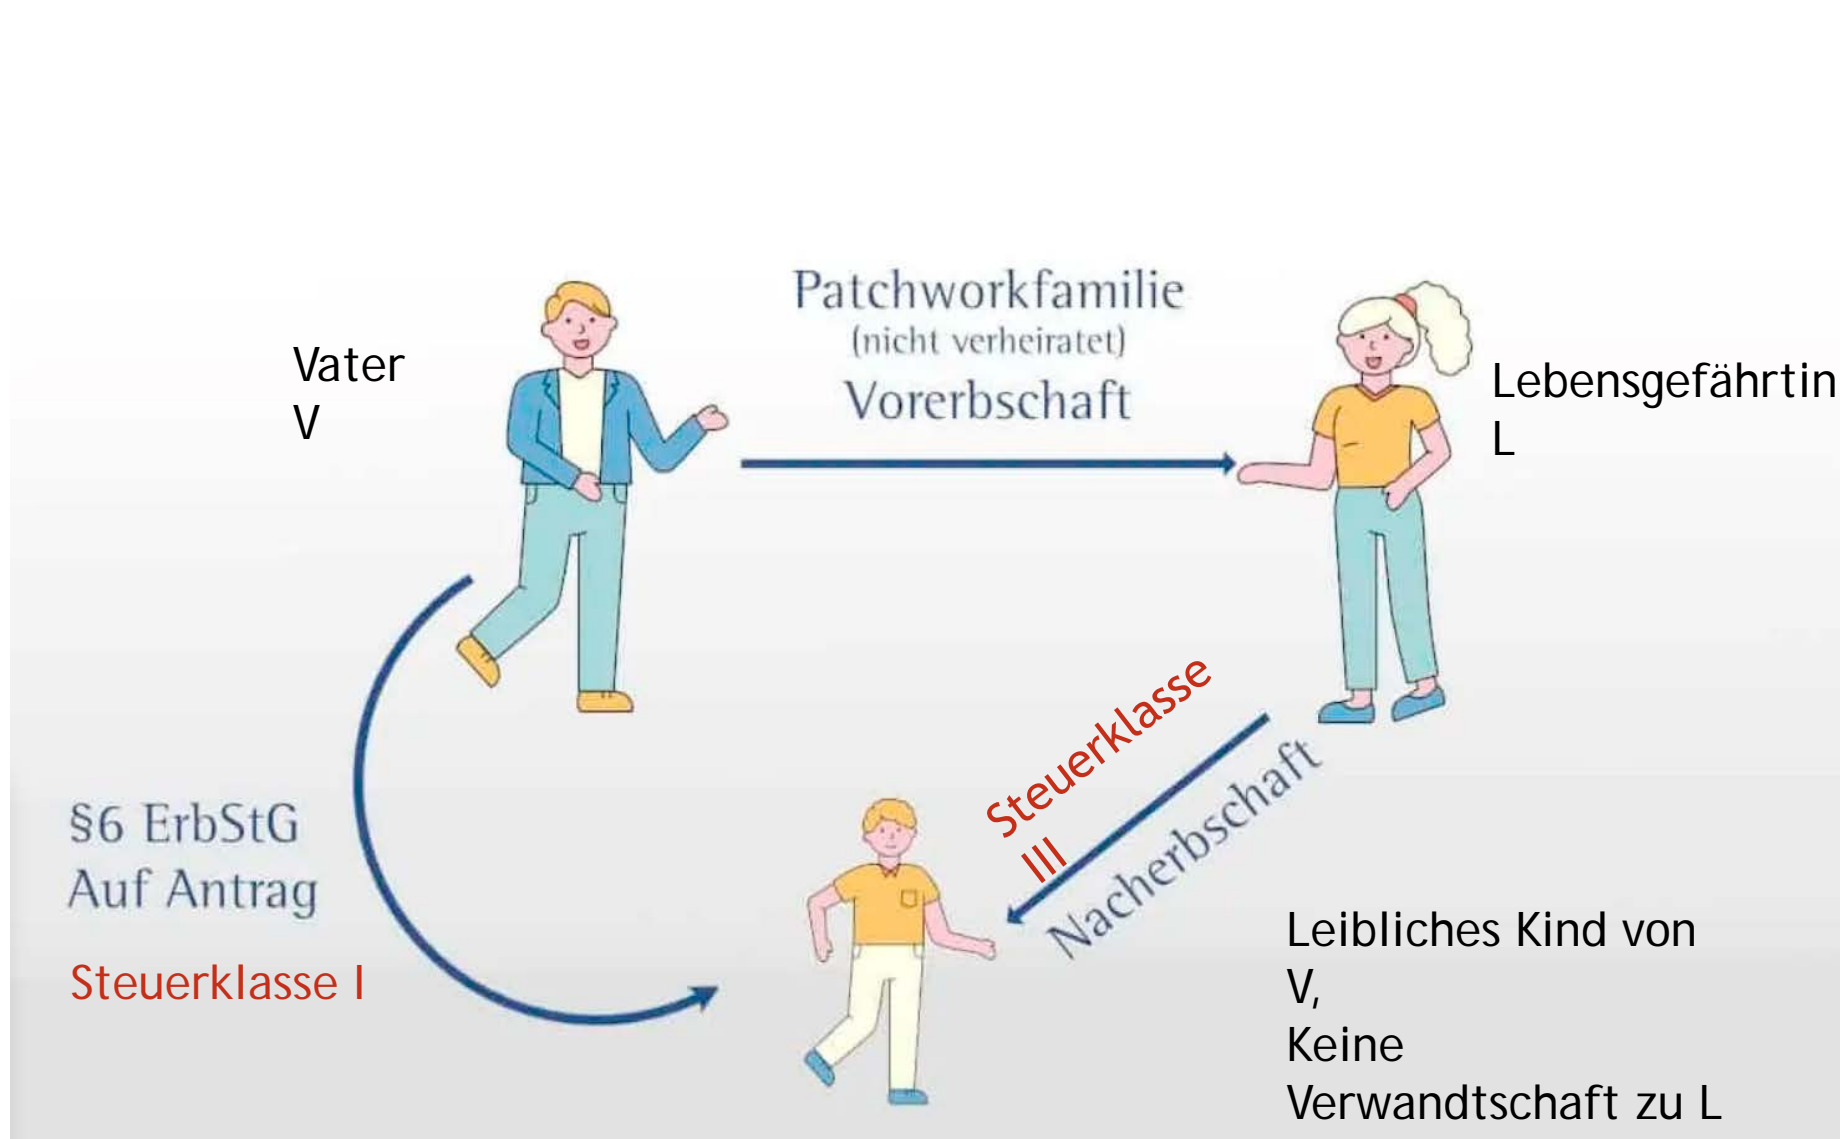 Patchworkfamilie
(nicht verheiratet)
Vorerbschaft
Vater
V
Lebensgefährtin
L
Steuerklasse
III
Nacherbschaft
§6 ErbStG
Auf Antrag
Steuerklasse I
Leibliches Kind von
V,
Keine
Verwandtschaft zu L